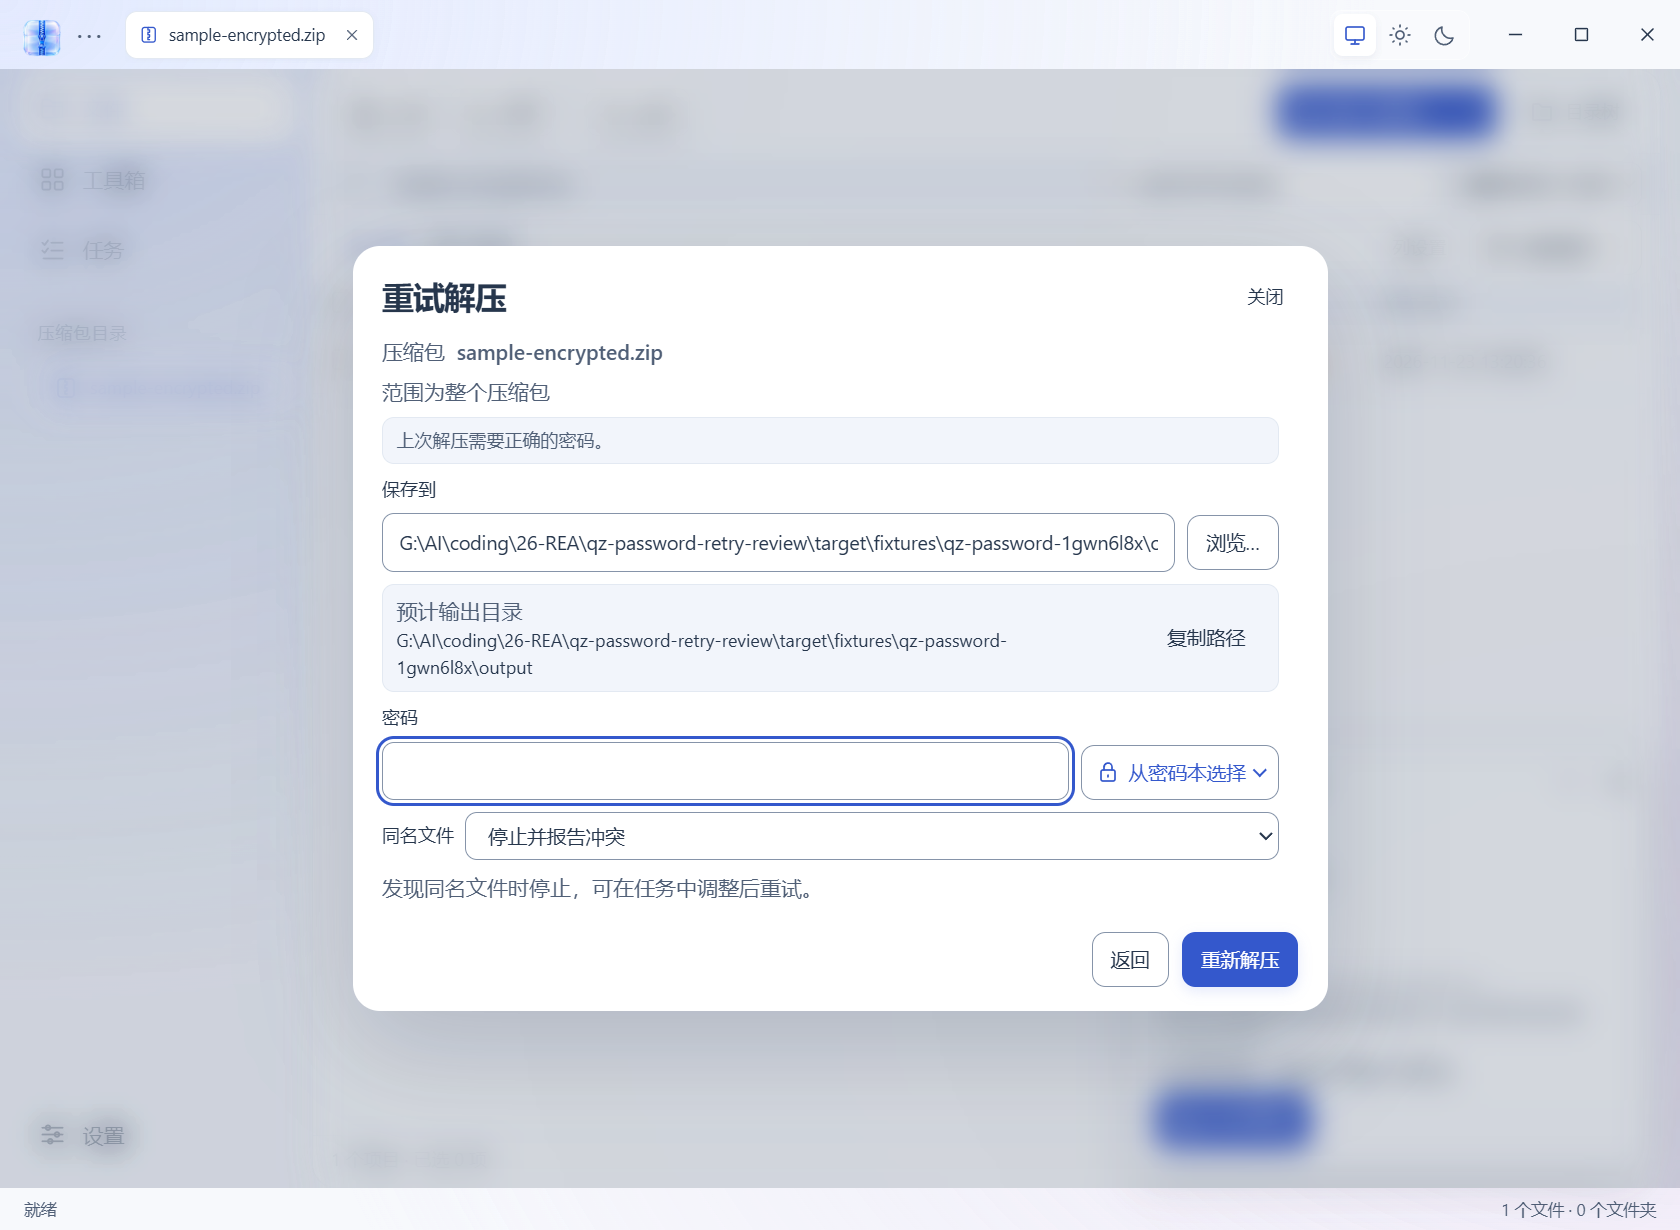 sample-encrypted.zip
工具箱
任务
压缩包目录
重试解压
关闭
压缩包 sample-encrypted.zip
范围为整个压缩包
上次解压需要正确的密码。
保存到
G:\AI\coding\26-REA\qz-password-retry-review\target\fixtures\qz-password-1gwn6l8x\c
浏览...
预计输出目录
G:\AI\coding\26-REA\qz-password-retry-review\target\fixtures\qz-password-
1gwn6l8x\output
复制路径
密码
从密码本选择
同名文件 停止并报告冲突
发现同名文件时停止，可在任务中调整后重试。
返回
重新解压
设置
就绪
1 个文件 · 0 个文件夹